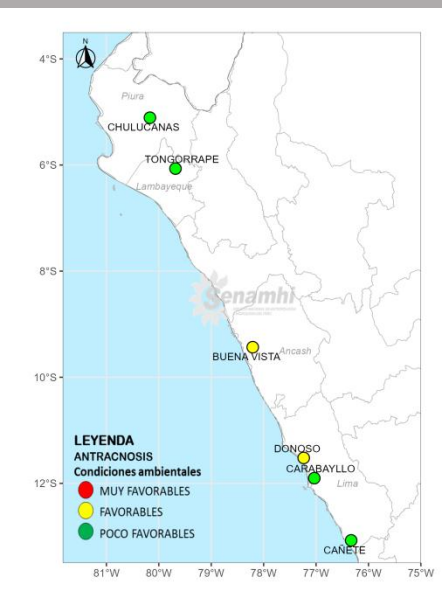 N
4°S
Piura
CHULUCANAS
TONGORRAPE
6°S
Lambayeque
8°S
Senamhi
BUENA VISTA
Ancash
10°S
LEYENDA
ANTRACNOSIS
Condiciones ambientales
MUY FAVORABLES
FAVORABLES
POCO FAVORABLES
DONOSO
CARABAYLLO
Lima
12°S
CAÑETE
81°W 80°W 79°W 78°W 77°W 76°W 75°W